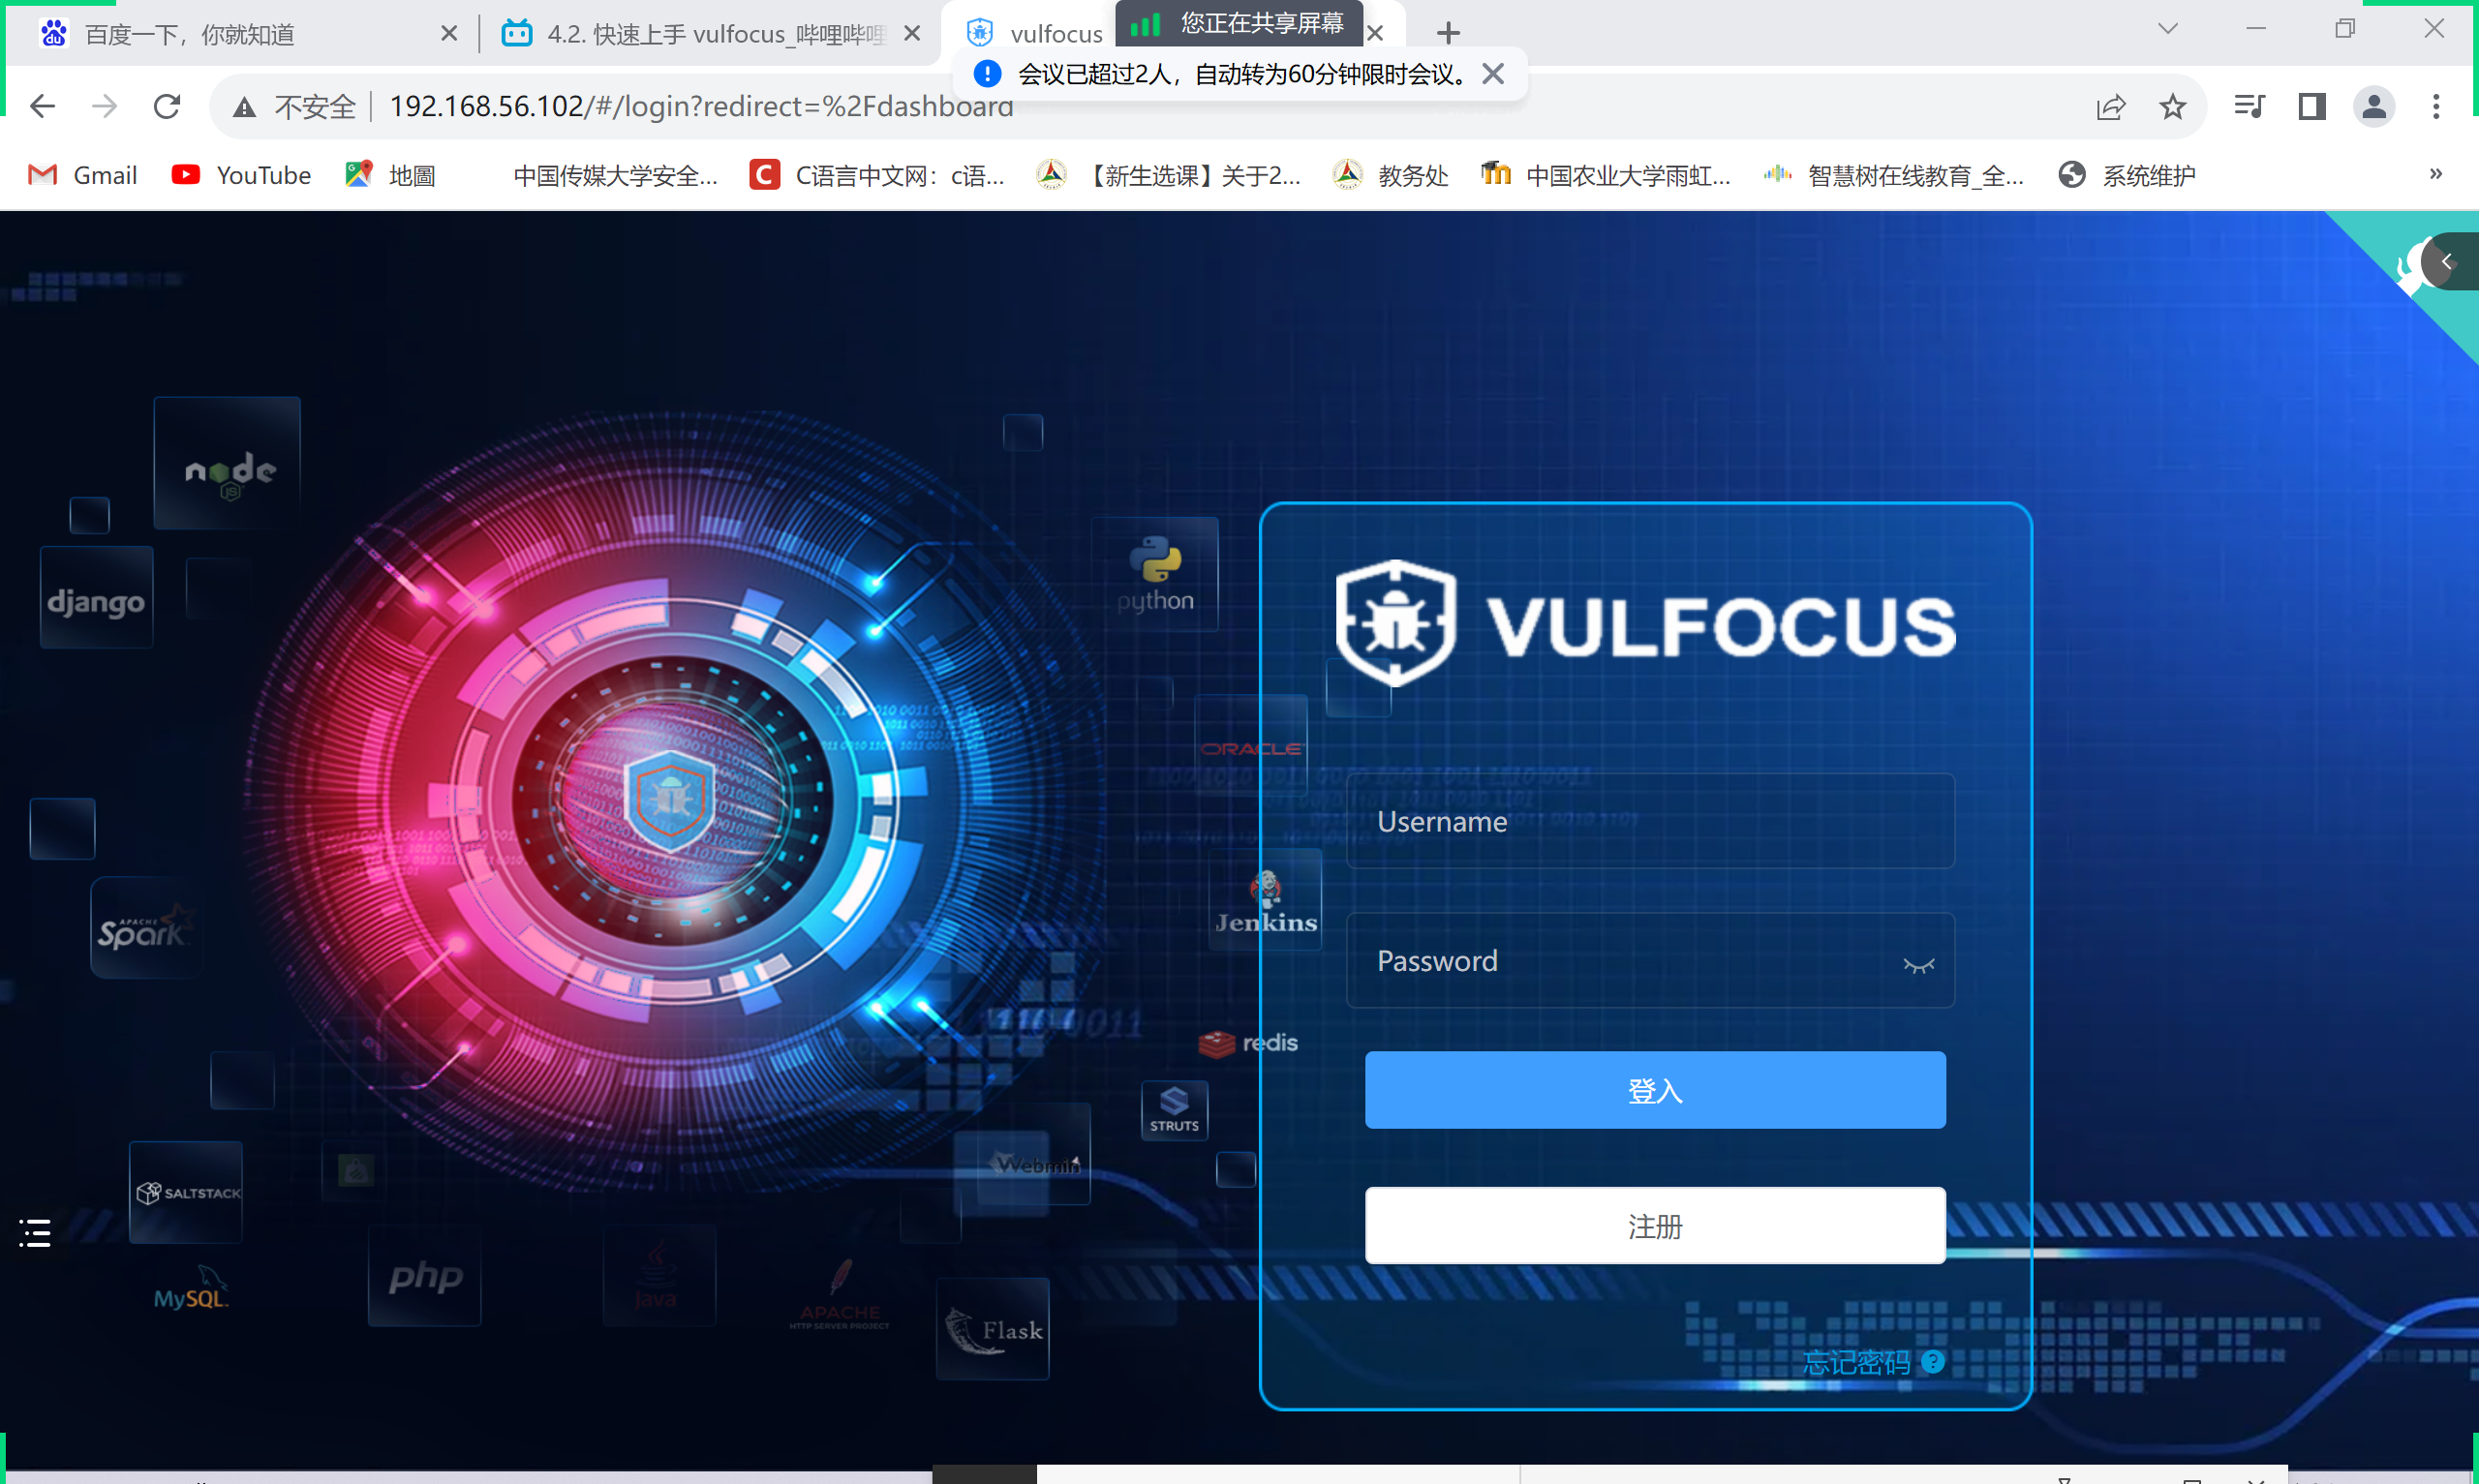 百度一下，你就知道
4.2. 快速上手 vulfocus_哔哩哔哩
vulfocus
您正在共享屏幕
会议已超过2人，自动转为60分钟限时会议。
不安全
192.168.56.102/#/login?redirect=%2Fdashboard
Gmail
YouTube
地圖
中国传媒大学安全...
C语言中文网：c语...
【新生选课】关于2...
教务处
中国农业大学雨虹...
智慧树在线教育_全...
系统维护
»
node
JS
django
python
VULFOCUS
ORACLE
Username
Jenkins
Password
APACHE
Spark
redis
登入
STRUTS
Webmin
SALTSTACK
注册
MySQL
php
Java
APACHE
HTTP SERVER PROJECT
Flask
忘记密码